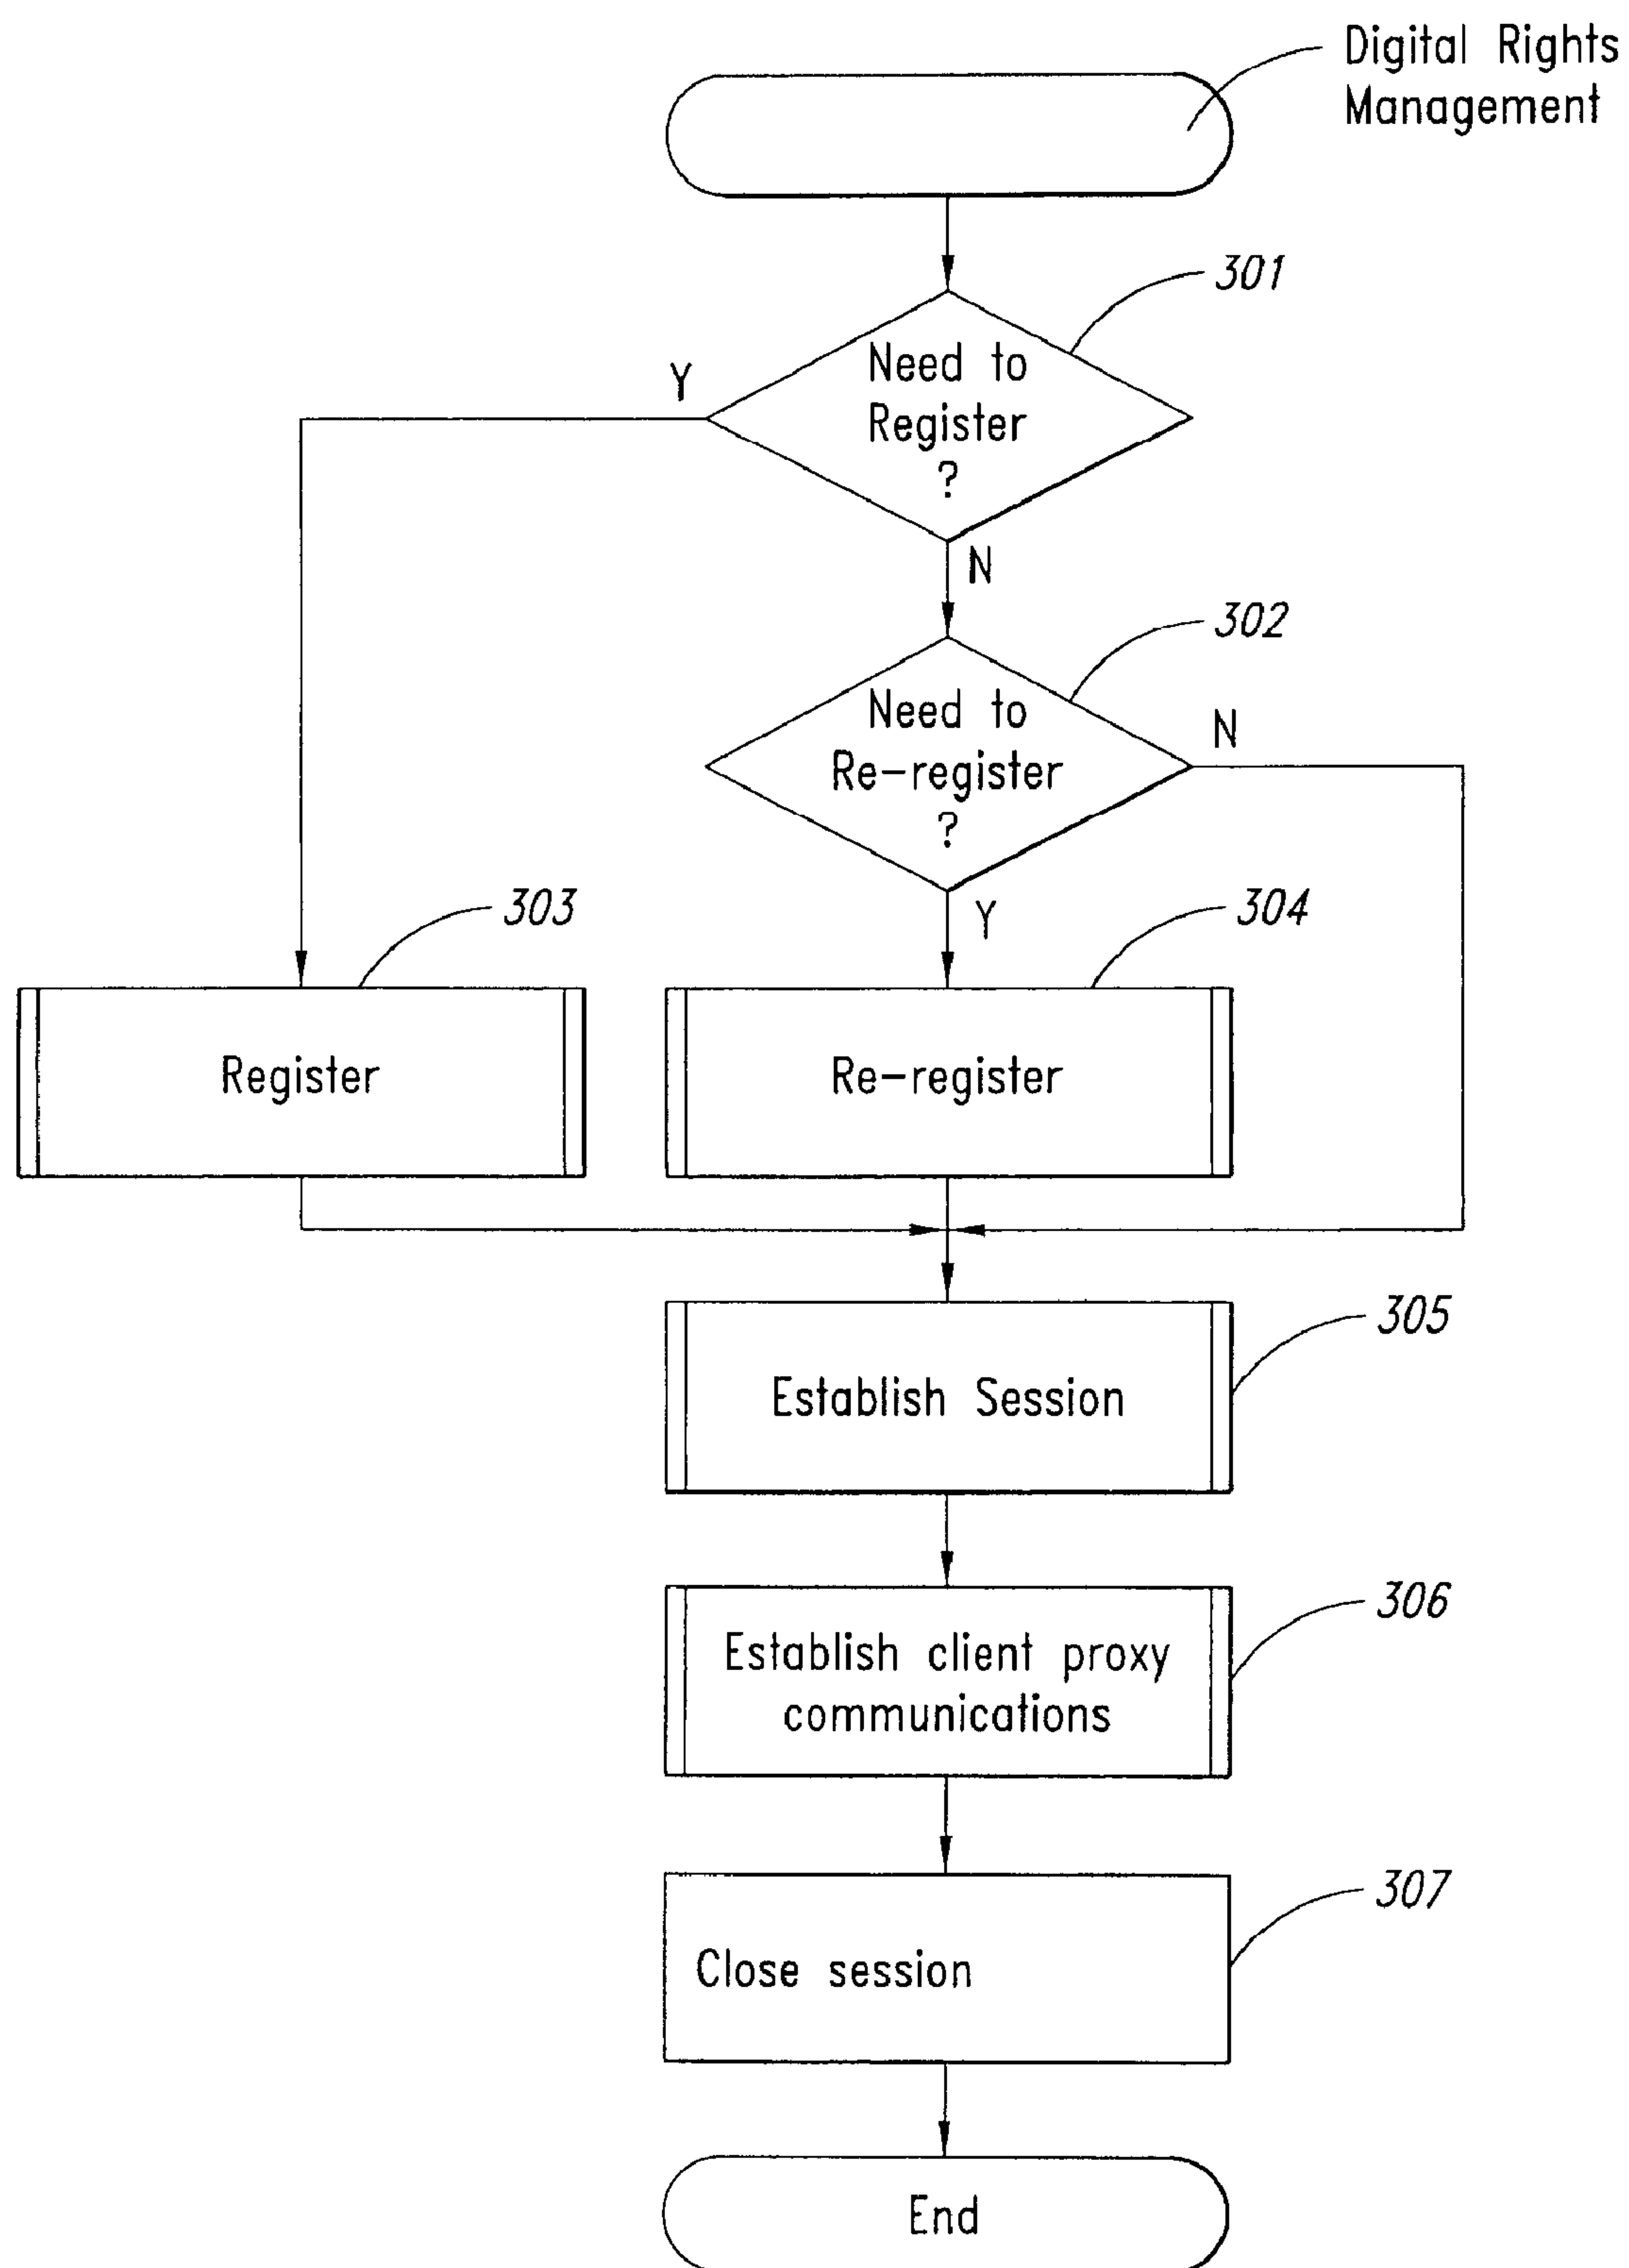 Digital Rights
Management
301
Need to
Register
?
Y
N
302
Need to
Re-register
?
N
Y
303
304
Register
Re-register
305
Establish Session
306
Establish client proxy
communications
307
Close session
End